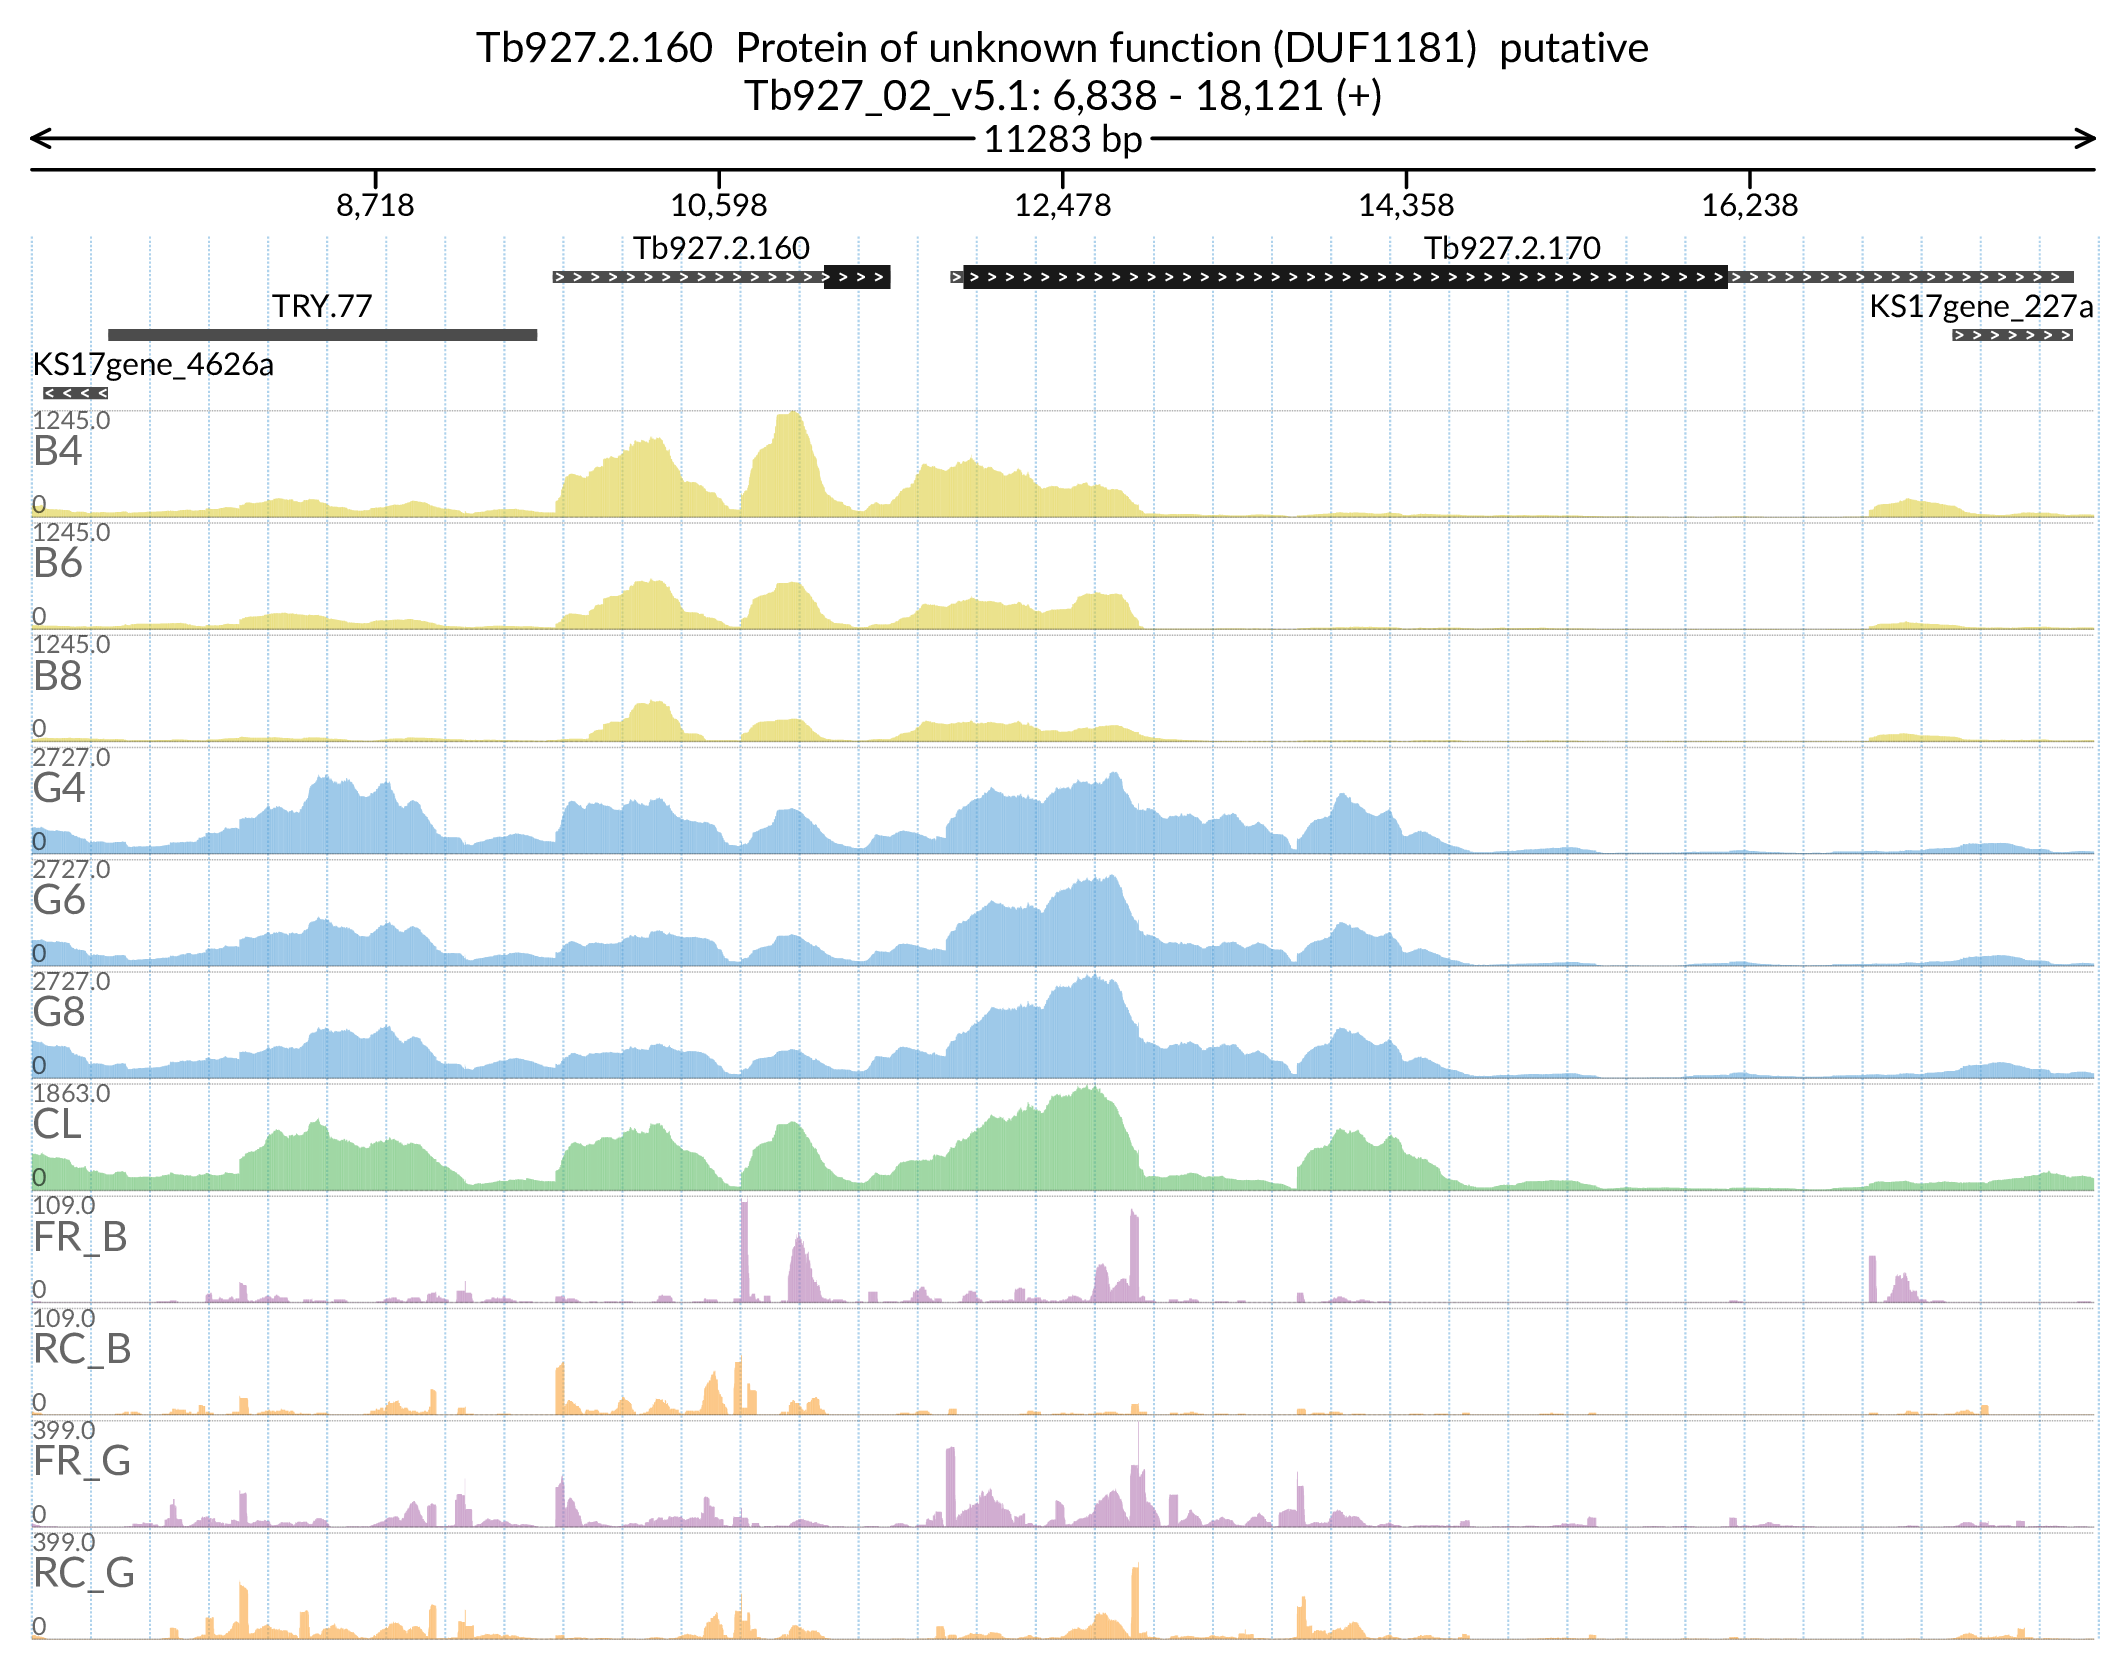 Tb927.2.160  Protein of unknown function (DUF1181)  putative
Tb927_02_v5.1: 6,838 - 18,121 (+)
11283 bp
8,718 10,598 12,478 14,358 16,238
Tb927.2.160 Tb927.2.170
TRY.77 KS17gene_227a
KS17gene_4626a
1245.0
B4
0
1245.0
B6
0
1245.0
B8
0
2727.0
G4
0
2727.0
G6
0
2727.0
G8
0
1863.0
CL
0
109.0
FR_B
0
109.0
RC_B
0
399.0
FR_G
0
399.0
RC_G
0